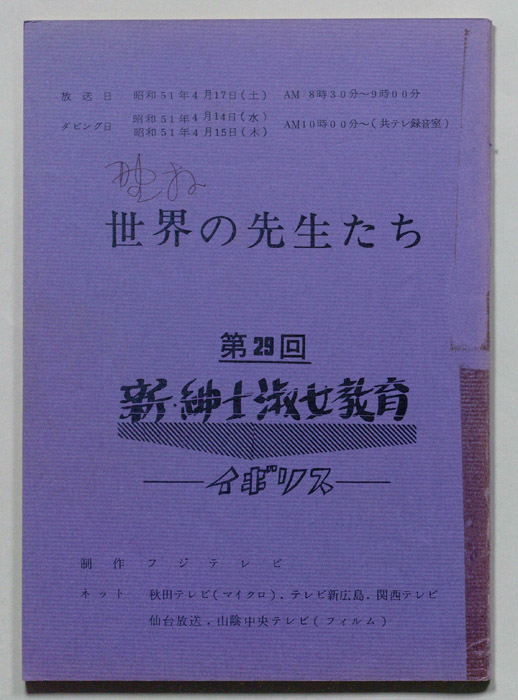 放送日 昭和51年4月17日(土) AM 8時30分〜9時00分
ダビング日 昭和51年4月14日(水)
昭和51年4月15日(木) AM10時00分〜(共テレ録音室)
世界の先生たち
第29回
新・紳士淑女教育
—イギリス—
制作 フジテレビ
ネット 秋田テレビ(マイクロ)、テレビ新広島、関西テレビ
仙台放送、山陰中央テレビ(フィルム)